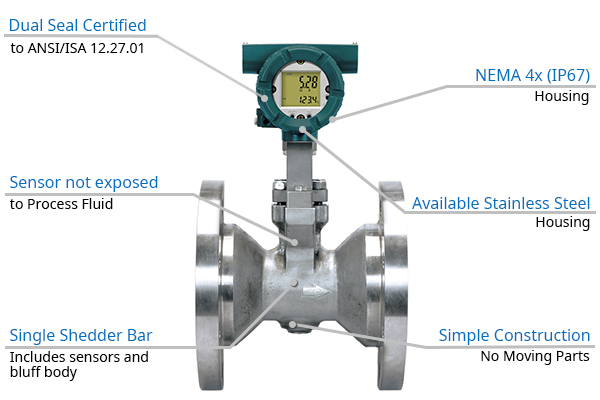 Dual Seal Certified
to ANSI/ISA 12.27.01
NEMA 4x (IP67)
Housing
Sensor not exposed
to Process Fluid
Available Stainless Steel
Housing
Single Shedder Bar
Includes sensors and
bluff body
Simple Construction
No Moving Parts
5.28
1234